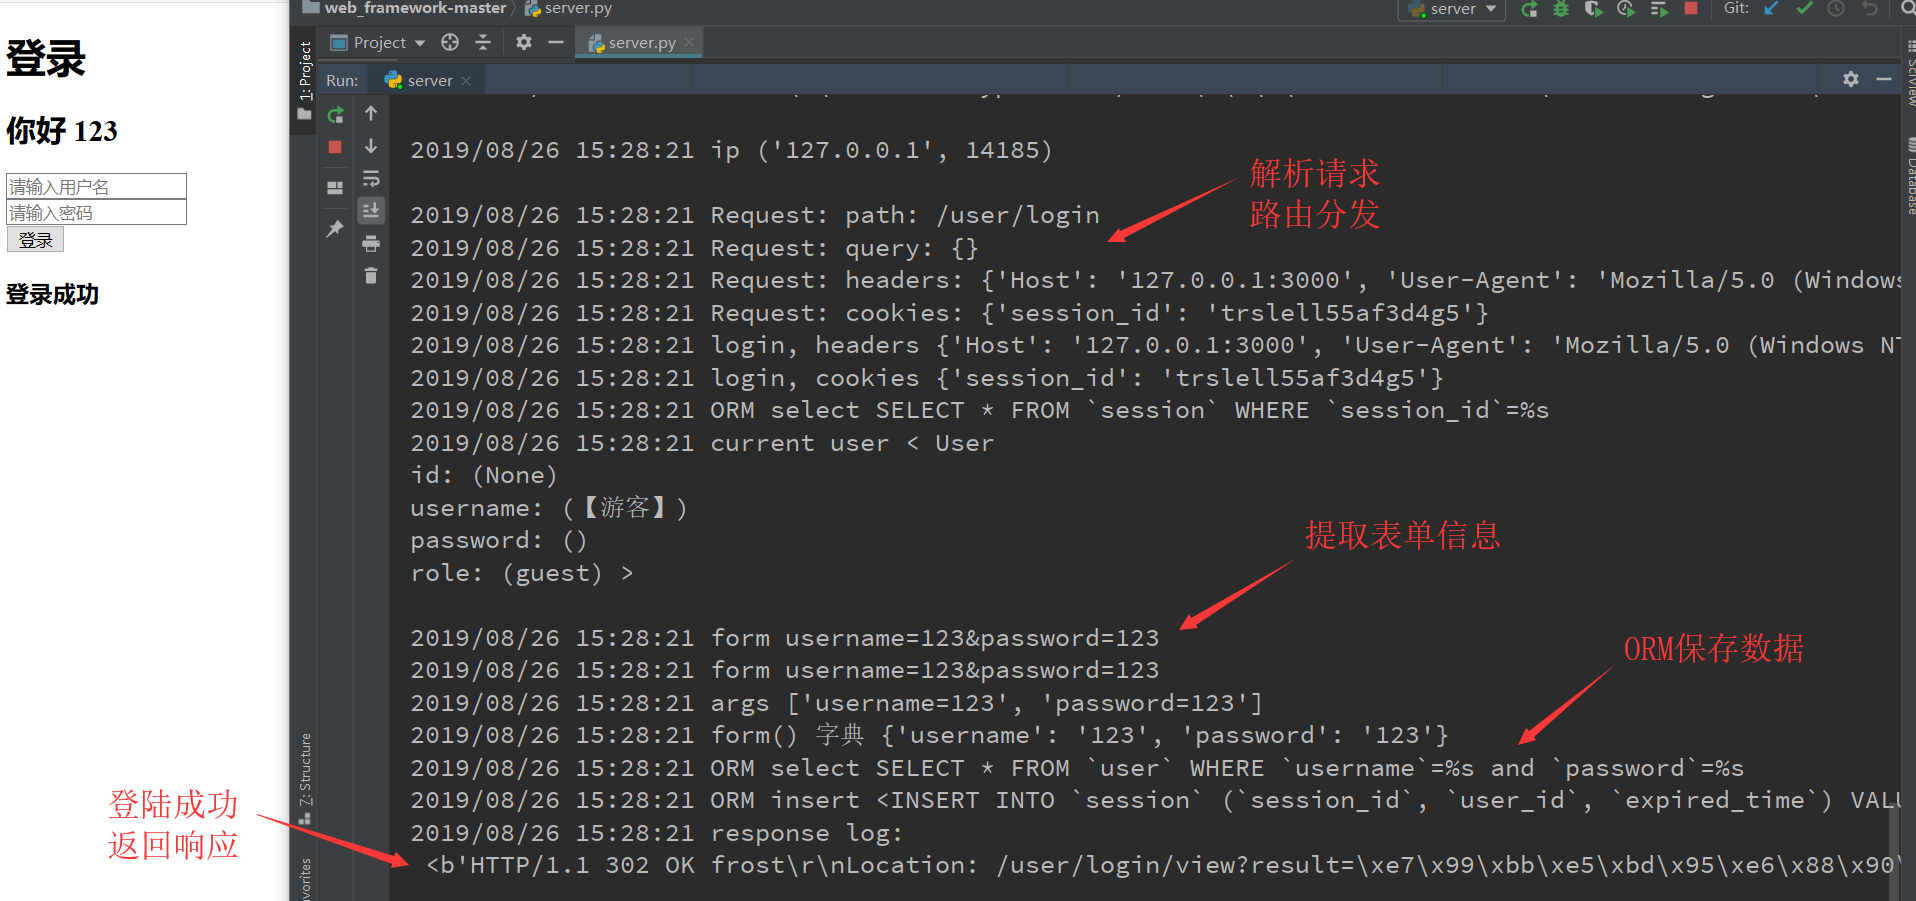 登录
你好 123
请输入用户名
请输入密码
登录
登录成功
登陆成功
返回响应
web_framework-master
server.py
server
Git:
1: Project
Project
server.py
Run:
server
2019/08/26 15:28:21 ip ('127.0.0.1', 14185)
解析请求
路由分发
2019/08/26 15:28:21 Request: path: /user/login
2019/08/26 15:28:21 Request: query: {}
2019/08/26 15:28:21 Request: headers: {'Host': '127.0.0.1:3000', 'User-Agent': 'Mozilla/5.0 (Windows
2019/08/26 15:28:21 Request: cookies: {'session_id': 'trslell55af3d4g5'}
2019/08/26 15:28:21 login, headers {'Host': '127.0.0.1:3000', 'User-Agent': 'Mozilla/5.0 (Windows NT
2019/08/26 15:28:21 login, cookies {'session_id': 'trslell55af3d4g5'}
2019/08/26 15:28:21 ORM select SELECT * FROM `session` WHERE `session_id`=%s
2019/08/26 15:28:21 current user < User
id: (None)
username: (【游客】)
password: ()
role: (guest) >
提取表单信息
2019/08/26 15:28:21 form username=123&password=123
2019/08/26 15:28:21 form username=123&password=123
ORM保存数据
2019/08/26 15:28:21 args ['username=123', 'password=123']
2019/08/26 15:28:21 form() 字典 {'username': '123', 'password': '123'}
2019/08/26 15:28:21 ORM select SELECT * FROM `user` WHERE `username`=%s and `password`=%s
2019/08/26 15:28:21 ORM insert <INSERT INTO `session` (`session_id`, `user_id`, `expired_time`) VALU
2019/08/26 15:28:21 response log:
<b'HTTP/1.1 302 OK frost\r\nLocation: /user/login/view?result=\xe7\x99\xbb\xe5\xbd\x95\xe6\x88\x90\
7: Structure
avorites
SciView
Database